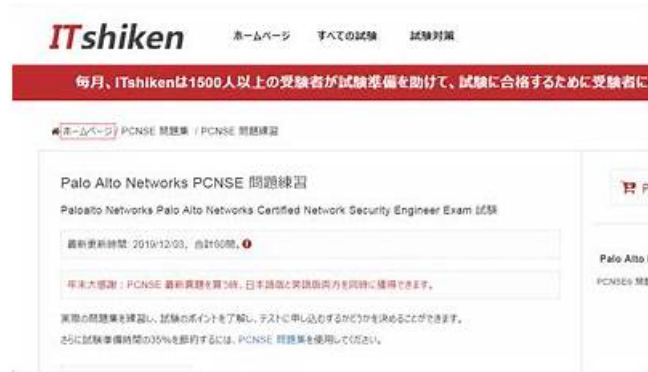 ITshiken
ホームページ すべての試験 試験対策
毎月、ITshikenは1500人以上の受験者が試験準備を助けて、試験に合格するために受験者に
ホームページ / PCNSE 問題集 / PCNSE 問題練習
Palo Alto Networks PCNSE 問題練習
Paloalto Networks Palo Alto Networks Certified Network Security Engineer Exam 試験
最新更新時間: 2019/12/03, 合計60問。
年末大感謝：PCNSE 最新真題を買う時、日本語版と英語版両方を同時に獲得できます。
実際の問題集を練習し、試験のポイントを了解し、テストに申し込むするかどうかを決めることができます。
さらに試験準備時間の35%を節約するには、PCNSE 問題集を使用してください。
P
Palo Alto
PCNSE